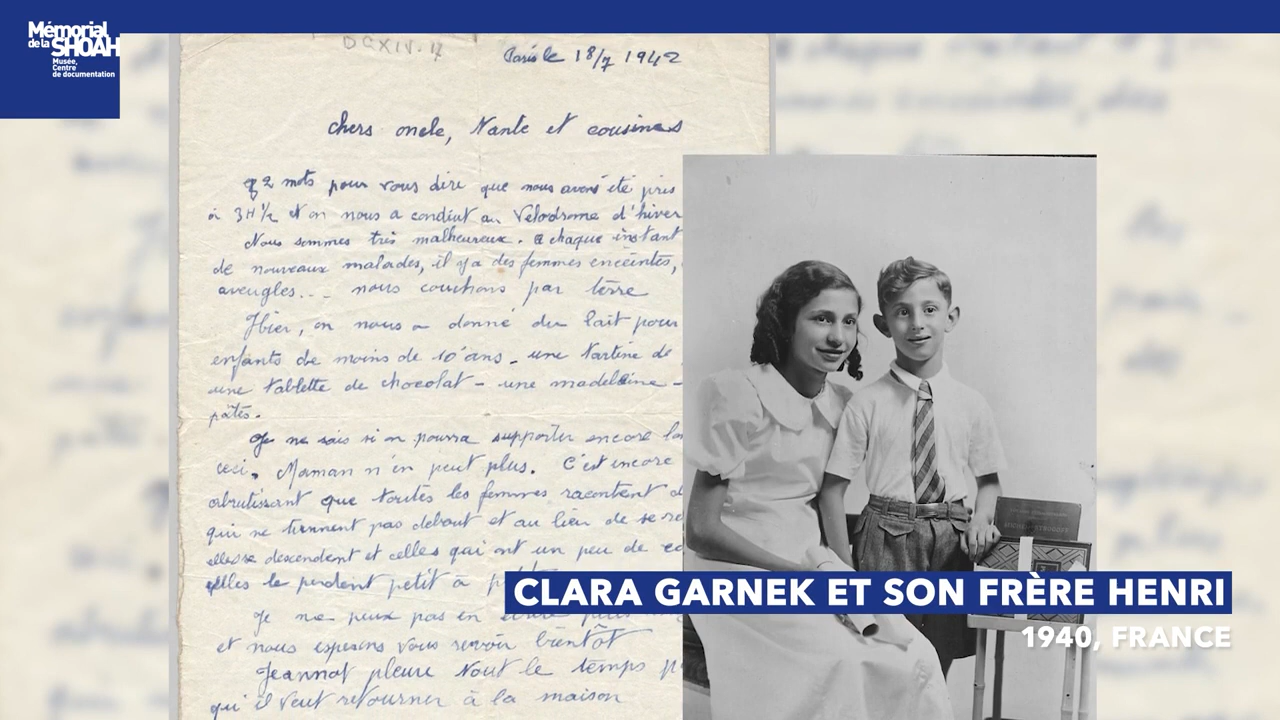 Mémorial
de la SHOAH
Musée,
Centre
de documentation
DCXIV-17
Paris le 18/7 1942
chers oncle, Tante et cousines
2 mots pour vous dire que nous avons été pris
à 3H 1/2 et on nous a conduit au Velodrome d'hiver
Nous sommes très malheureux. a chaque instant
de nouveaux malades, il y a des femmes enceintes,
aveugles... nous couchons par terre
Hier, on nous a donné du lait pour
enfants de moins de 10 ans - une tartine de
une tablette de chocolat - une madeleine -
pâtes.
Je ne sais si on pourra supporter encore
ceci. Maman n'en peut plus. C'est encore
abrutissant que toutes les femmes racontent
qui ne tiennent pas debout et au lieu de se
elles se descendent et celles qui ont un peu de
elles le perdent petit à
Je ne peux pas en
et nous espérons vous revoir bientôt
Jeannot pleure tout le temps
qu'il veut retourner à la maison
CLARA GARNEK ET SON FRÈRE HENRI
1940, FRANCE